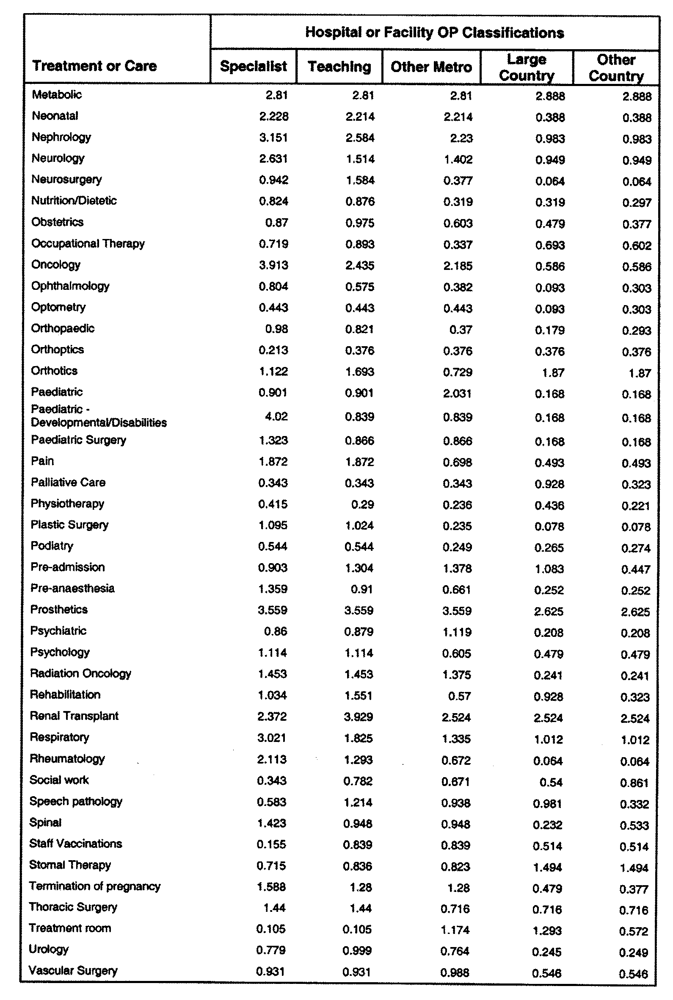 Hospital or Facility OP Classifications
Treatment or Care Specialist Teaching Other Metro Large Country Other Country
Metabolic 2.81 2.81 2.81 2.888 2.888
Neonatal 2.228 2.214 2.214 0.388 0.388
Nephrology 3.151 2.584 2.23 0.983 0.983
Neurology 2.631 1.514 1.402 0.949 0.949
Neurosurgery 0.942 1.584 0.377 0.064 0.064
Nutrition/Dietetic 0.824 0.876 0.319 0.319 0.297
Obstetrics 0.87 0.975 0.603 0.479 0.377
Occupational Therapy 0.719 0.893 0.337 0.693 0.602
Oncology 3.913 2.435 2.185 0.586 0.586
Ophthalmology 0.804 0.575 0.382 0.093 0.303
Optometry 0.443 0.443 0.443 0.093 0.303
Orthopaedic 0.98 0.821 0.37 0.179 0.293
Orthoptics 0.213 0.376 0.376 0.376 0.376
Orthotics 1.122 1.693 0.729 1.87 1.87
Paediatric 0.901 0.901 2.031 0.168 0.168
Paediatric -
Developmental/Disabilities 4.02 0.839 0.839 0.168 0.168
Paediatric Surgery 1.323 0.866 0.866 0.168 0.168
Pain 1.872 1.872 0.698 0.493 0.493
Palliative Care 0.343 0.343 0.343 0.928 0.323
Physiotherapy 0.415 0.29 0.236 0.436 0.221
Plastic Surgery 1.095 1.024 0.235 0.078 0.078
Podiatry 0.544 0.544 0.249 0.265 0.274
Pre-admission 0.903 1.304 1.378 1.083 0.447
Pre-anaesthesia 1.359 0.91 0.661 0.252 0.252
Prosthetics 3.559 3.559 3.559 2.625 2.625
Psychiatric 0.86 0.879 1.119 0.208 0.208
Psychology 1.114 1.114 0.605 0.479 0.479
Radiation Oncology 1.453 1.453 1.375 0.241 0.241
Rehabilitation 1.034 1.551 0.57 0.928 0.323
Renal Transplant 2.372 3.929 2.524 2.524 2.524
Respiratory 3.021 1.825 1.335 1.012 1.012
Rheumatology 2.113 1.293 0.672 0.064 0.064
Social work 0.343 0.782 0.671 0.54 0.861
Speech pathology 0.583 1.214 0.938 0.981 0.332
Spinal 1.423 0.948 0.948 0.232 0.533
Staff Vaccinations 0.155 0.839 0.839 0.514 0.514
Stomal Therapy 0.715 0.836 0.823 1.494 1.494
Termination of pregnancy 1.588 1.28 1.28 0.479 0.377
Thoracic Surgery 1.44 1.44 0.716 0.716 0.716
Treatment room 0.105 0.105 1.174 1.293 0.572
Urology 0.779 0.999 0.764 0.245 0.249
Vascular Surgery 0.931 0.931 0.988 0.546 0.546